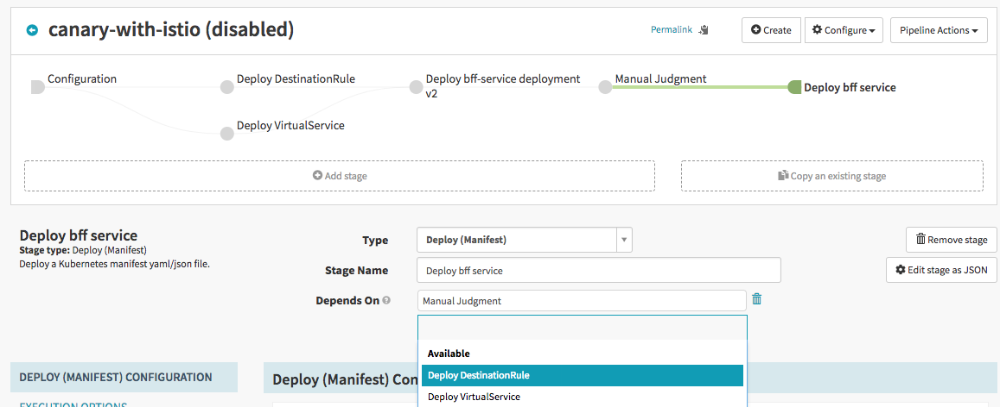 canary-with-istio (disabled)
Permalink
Create
Configure
Pipeline Actions
Configuration
Deploy DestinationRule
Deploy bff-service deployment
v2
Manual Judgment
Deploy bff service
Deploy VirtualService
Add stage
Copy an existing stage
Deploy bff service
Stage type: Deploy (Manifest)
Deploy a Kubernetes manifest yaml/json file.
Type
Deploy (Manifest)
Remove stage
Stage Name
Deploy bff service
Edit stage as JSON
Depends On
Manual Judgment
Available
Deploy DestinationRule
Deploy VirtualService
DEPLOY (MANIFEST) CONFIGURATION
Deploy (Manifest) Con
EXECUTION OPTIONS